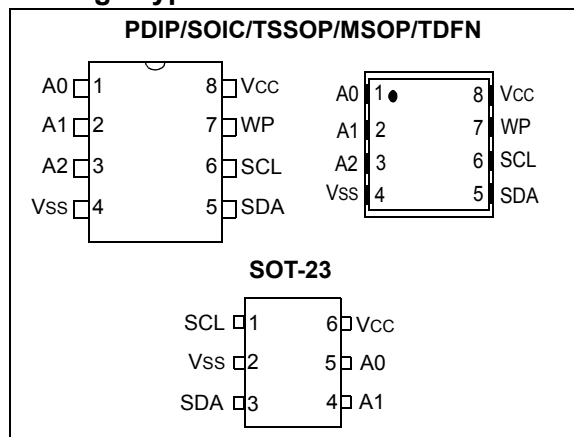 PDIP/SOIC/TSSOP/MSOP/TDFN
A0 1 8 VCC
A1 2 7 WP
A2 3 6 SCL
VSS 4 5 SDA
A0 1 8 VCC
A1 2 7 WP
A2 3 6 SCL
VSS 4 5 SDA
SOT-23
SCL 1 6 VCC
VSS 2 5 A0
SDA 3 4 A1